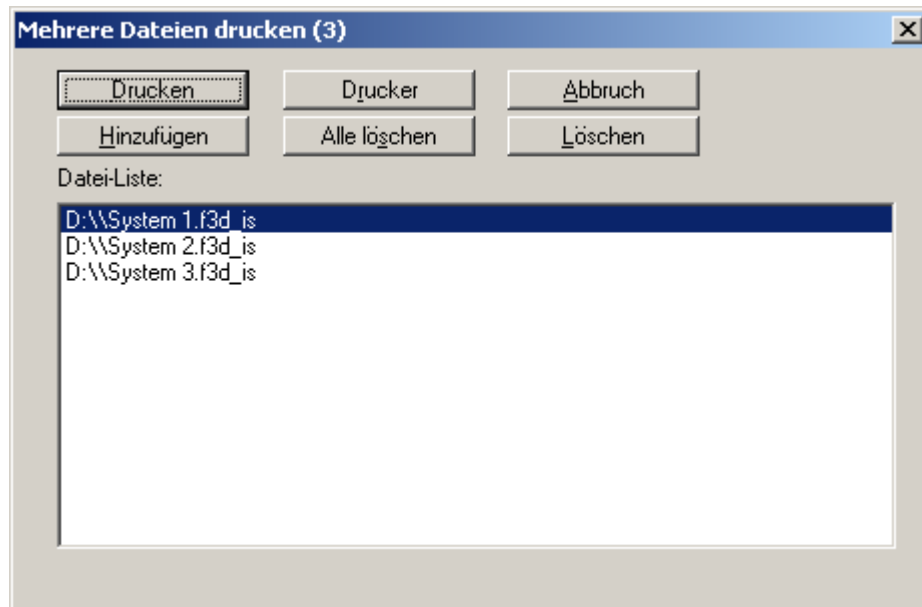 Mehrere Dateien drucken (3)
Drucken Drucker Abbruch
Hinzufügen Alle löschen Löschen
Datei-Liste:
D:\\System 1.f3d_is
D:\\System 2.f3d_is
D:\\System 3.f3d_is